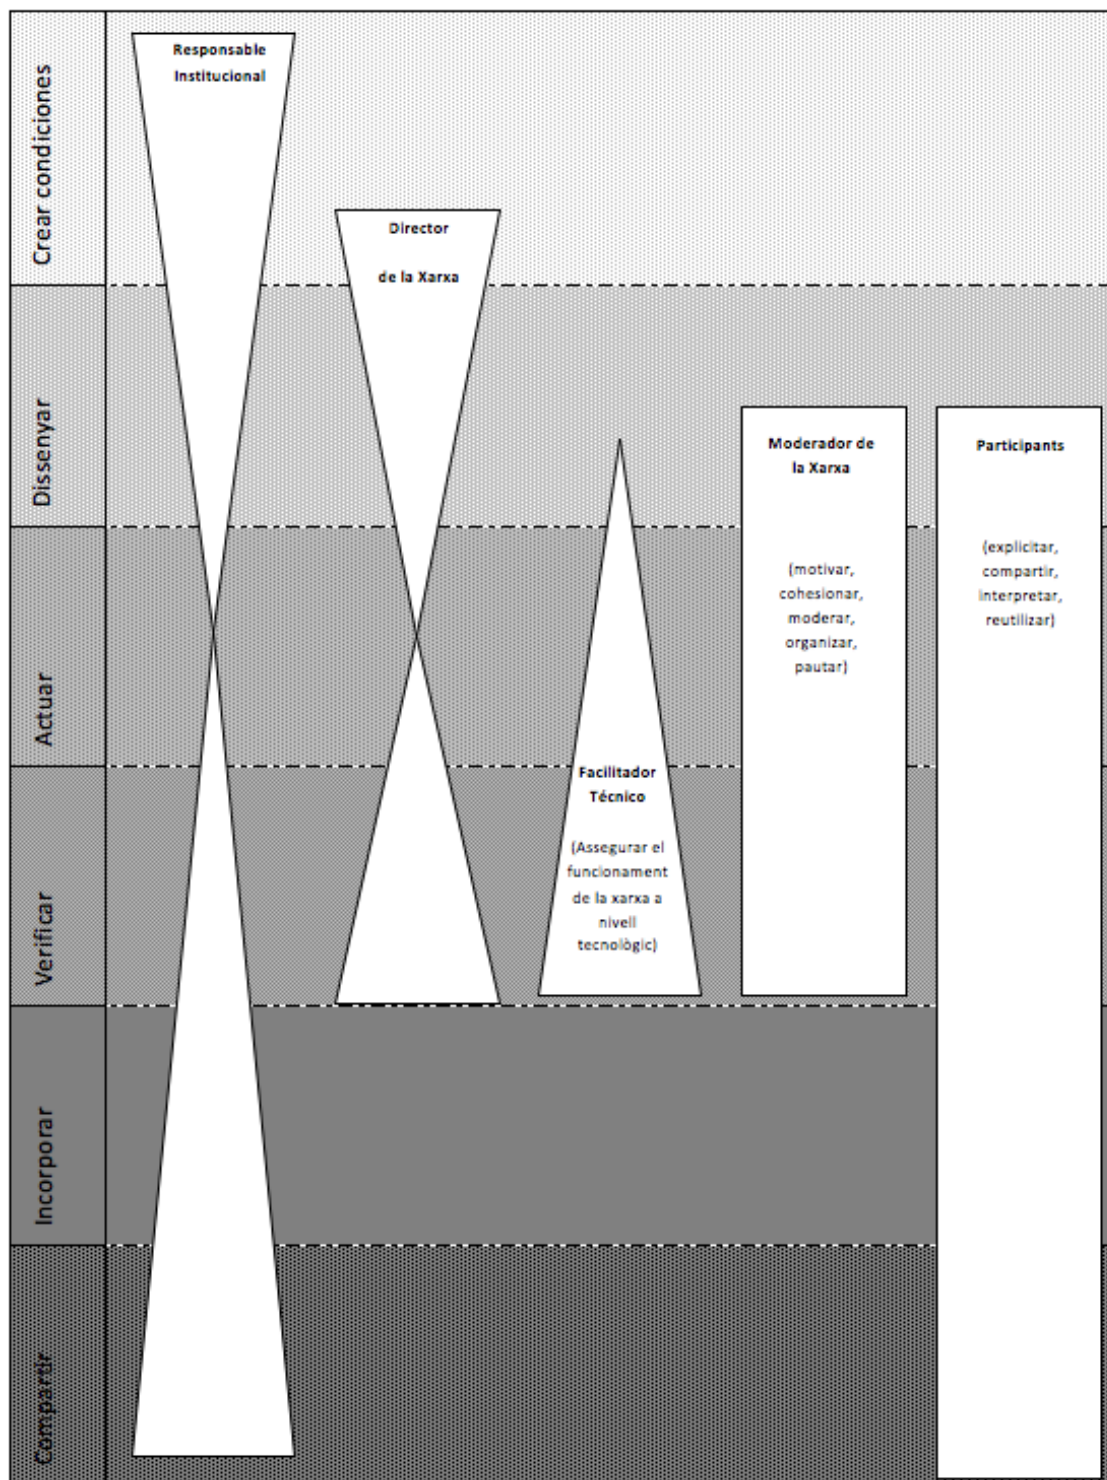 Crear condiciones
Responsable
Institucional
Director
de la Xarxa
Dissenyar
Moderador de
la Xarxa
(motivar,
cohesionar,
moderar,
organizar,
pautar)
Participants
(explicitar,
compartir,
interpretar,
reutilizar)
Actuar
Facilitador
Técnico
(Assegurar el
funcionament
de la xarxa a
nivell
tecnològic)
Verificar
Incorporar
Compartir